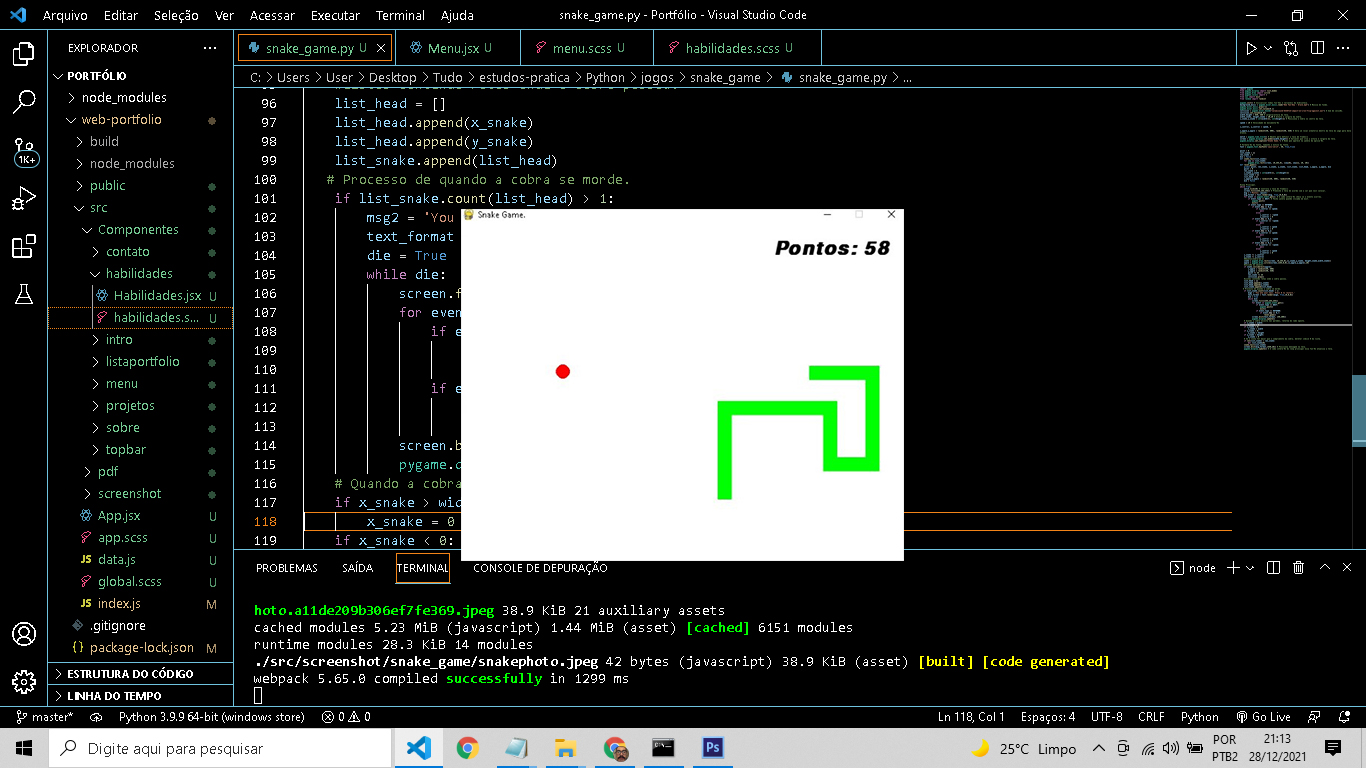 Arquivo Editar Seleção Ver Acessar Executar Terminal Ajuda
snake_game.py - Portfólio - Visual Studio Code
EXPLORADOR
PORTFÓLIO
node_modules
web-portfolio
build
node_modules
public
src
Componentes
contato
habilidades
Habilidades.jsx U
habilidades.s... U
intro
listaportfolio
menu
projetos
sobre
topbar
pdf
screenshot
App.jsx U
app.scss U
JS data.js U
global.scss U
JS index.js M
.gitignore
{} package-lock.json M
ESTRUTURA DO CÓDIGO
LINHA DO TEMPO
1K+
snake_game.py U
Menu.jsx U
menu.scss U
habilidades.scss U
C: > Users > User > Desktop > Tudo > estudos-pratica > Python > jogos > snake_game > snake_game.py > ...
96 list_head = []
97 list_head.append(x_snake)
98 list_head.append(y_snake)
99 list_snake.append(list_head)
100 # Processo de quando a cobra se morde.
101 if list_snake.count(list_head) > 1:
102 msg2 = 'You
103 text_format
104 die = True
105 while die:
106 screen.f
107 for even
108 if e
109
110
111 if e
112
113
114 screen.b
115 pygame.d
116 # Quando a cobra
117 if x_snake > wid
118 x_snake = 0
119 if x_snake < 0:
Snake Game.
Pontos: 58
PROBLEMAS SAÍDA TERMINAL CONSOLE DE DEPURAÇÃO
node
hoto.a11de209b306ef7fe369.jpeg 38.9 KiB 21 auxiliary assets
cached modules 5.23 MiB (javascript) 1.44 MiB (asset) [cached] 6151 modules
runtime modules 28.3 KiB 14 modules
./src/screenshot/snake_game/snakephoto.jpeg 42 bytes (javascript) 38.9 KiB (asset) [built] [code generated]
webpack 5.65.0 compiled successfully in 1299 ms
master* Python 3.9.9 64-bit (windows store) 0 0 Ln 118, Col 1 Espaços: 4 UTF-8 CRLF Python Go Live
Digite aqui para pesquisar
Ps
25°C Limpo
POR
PTB2
21:13
28/12/2021